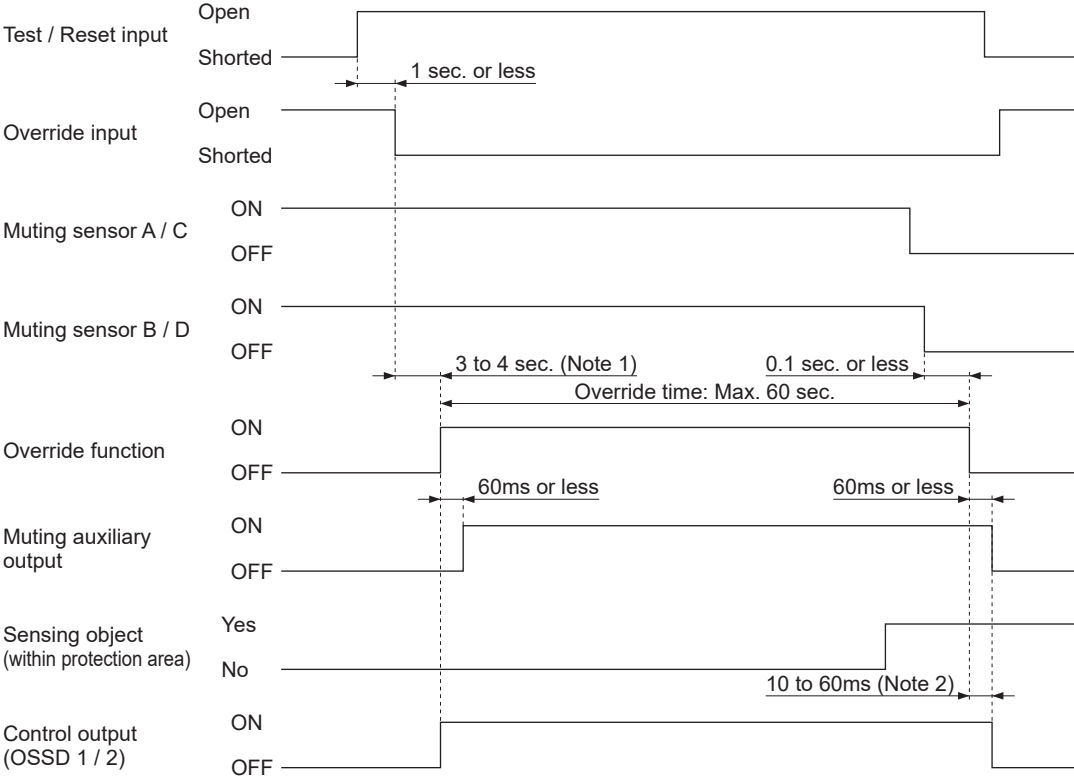 Test / Reset input
Open
Shorted
1 sec. or less
Override input
Open
Shorted
Muting sensor A / C
ON
OFF
Muting sensor B / D
ON
OFF
3 to 4 sec. (Note 1)
0.1 sec. or less
Override time: Max. 60 sec.
Override function
ON
OFF
60ms or less
60ms or less
Muting auxiliary
output
ON
OFF
Sensing object
(within protection area)
Yes
No
10 to 60ms (Note 2)
Control output
(OSSD 1 / 2)
ON
OFF